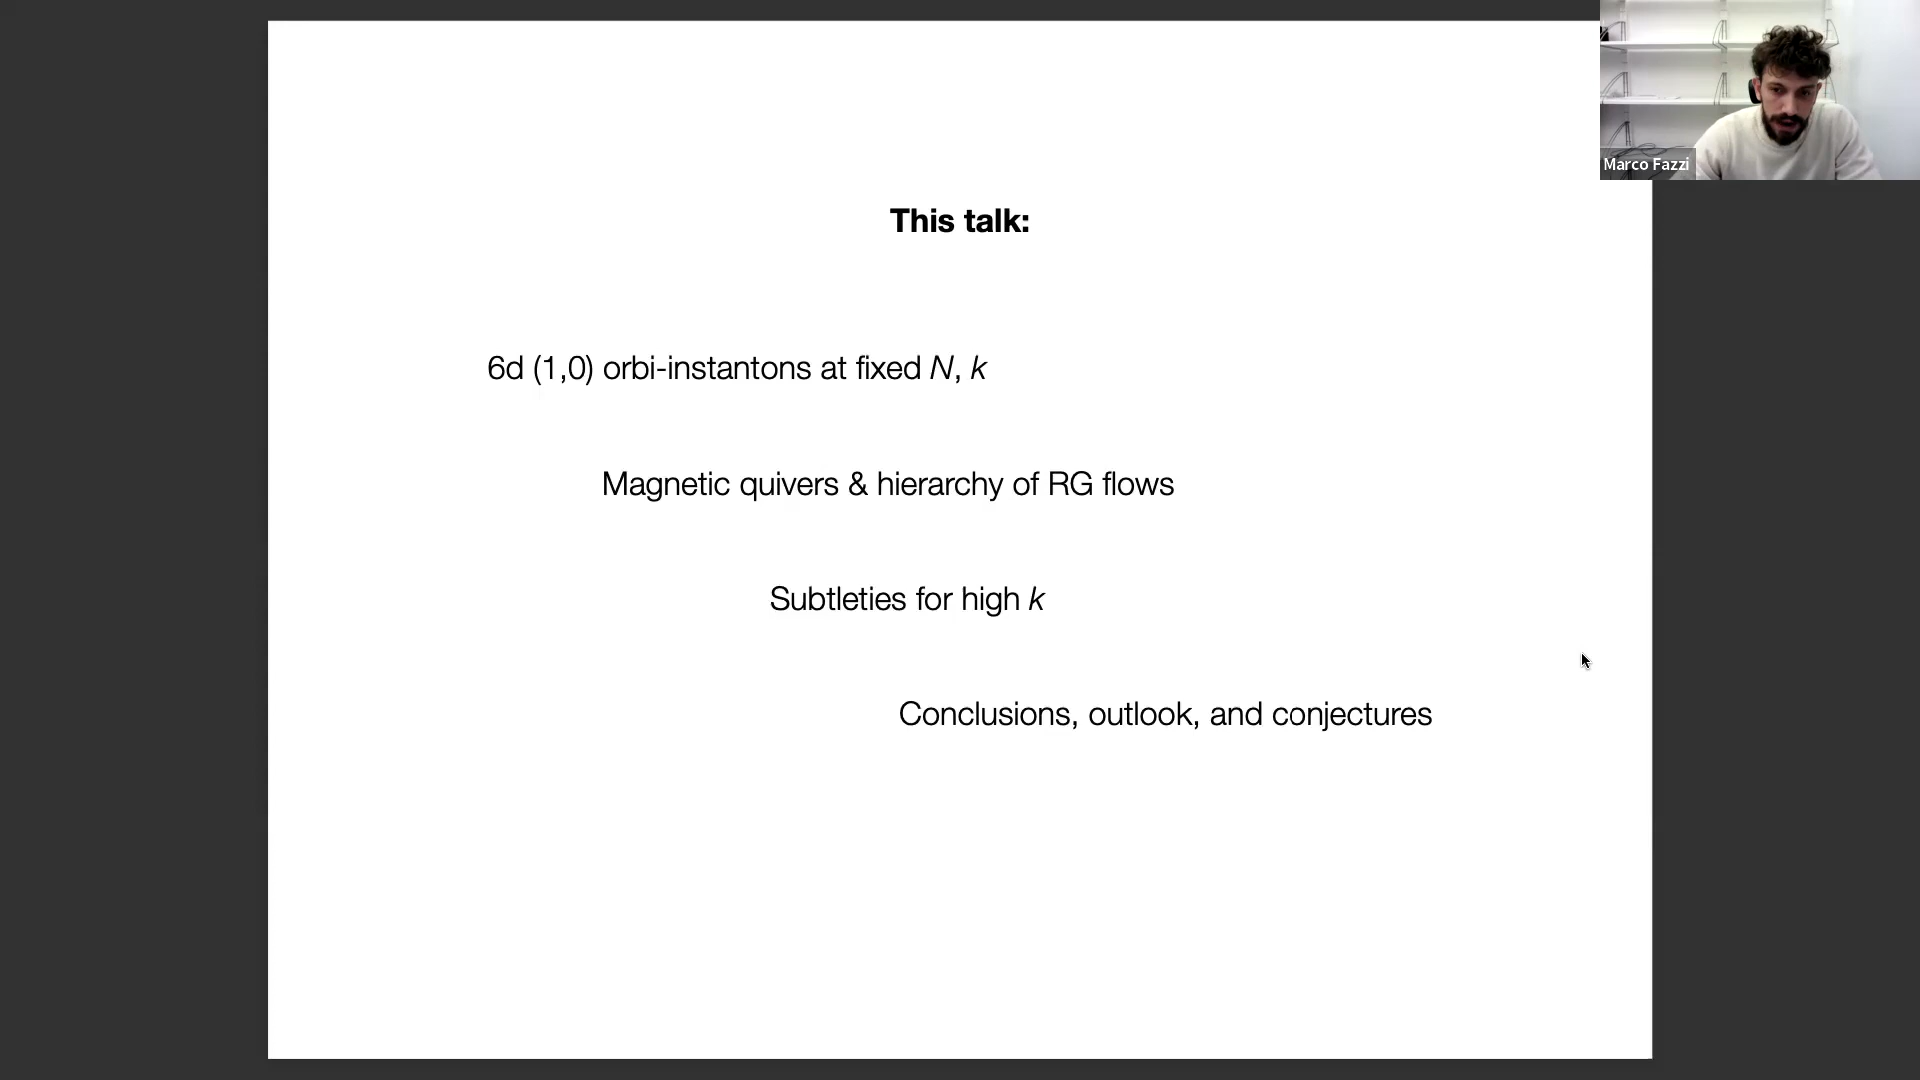 Marco Fazzi
This talk:
6d (1,0) orbi-instantons at fixed N, k
Magnetic quivers & hierarchy of RG flows
Subtleties for high k
Conclusions, outlook, and conjectures